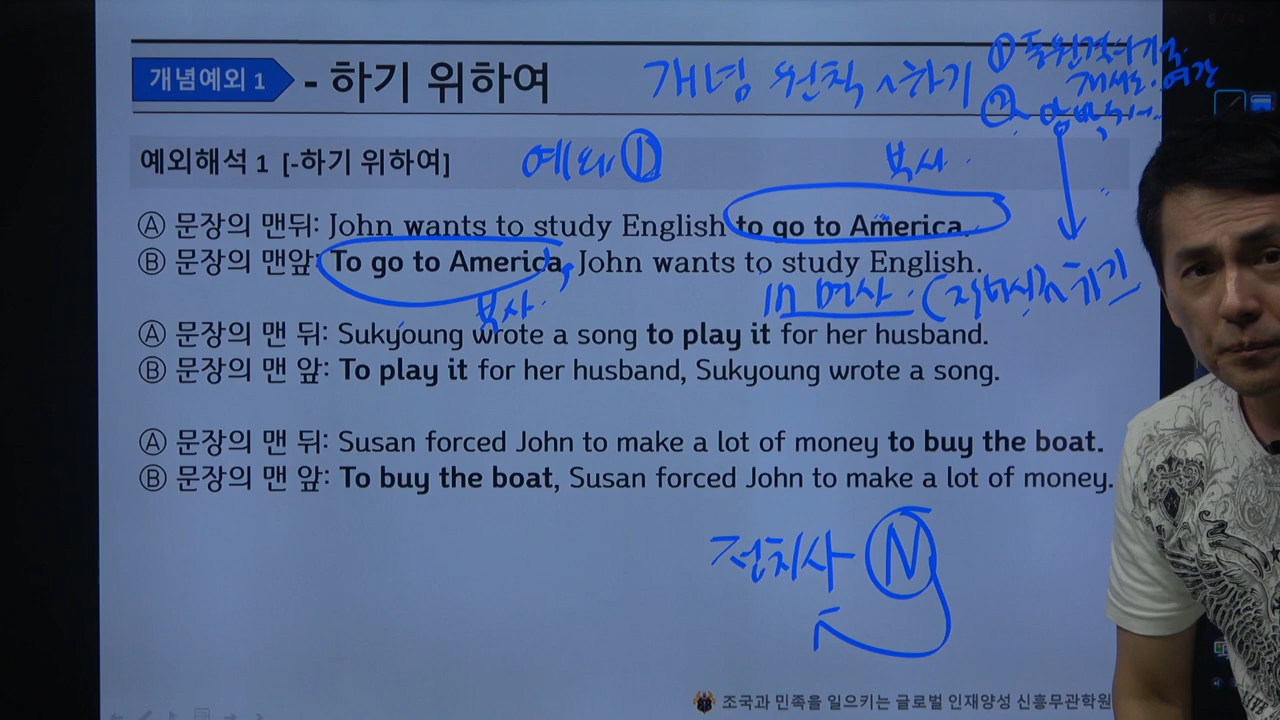 개념예외 1 - 하기 위하여 개념 원칙 ~하기
예외해석 1 [-하기 위하여] 예외 ①
부사
Ⓐ 문장의 맨뒤: John wants to study English to go to America.
Ⓑ 문장의 맨앞: To go to America, John wants to study English.
부사
명사
Ⓐ 문장의 맨 뒤: Sukyoung wrote a song to play it for her husband.
Ⓑ 문장의 맨 앞: To play it for her husband, Sukyoung wrote a song.
Ⓐ 문장의 맨 뒤: Susan forced John to make a lot of money to buy the boat.
Ⓑ 문장의 맨 앞: To buy the boat, Susan forced John to make a lot of money.
전치사 N
조국과 민족을 일으키는 글로벌 인재양성 신흥무관학원